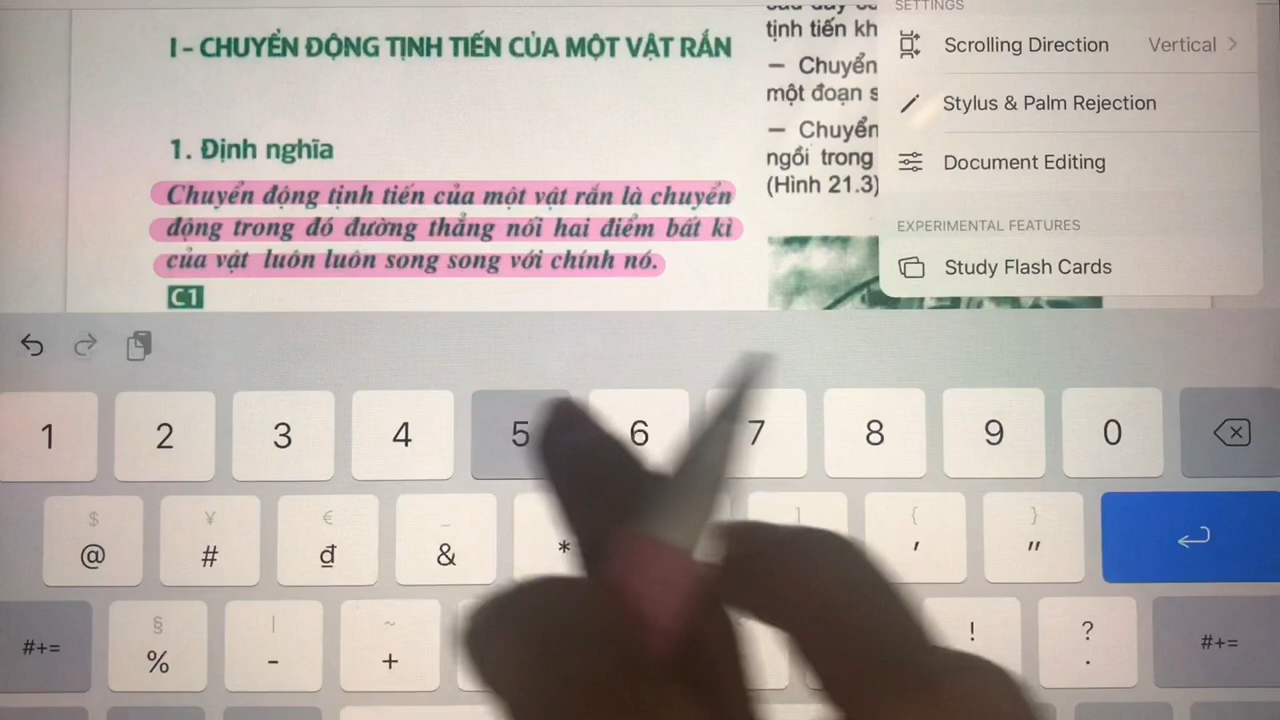 I - CHUYỂN ĐỘNG TỊNH TIẾN CỦA MỘT VẬT RẮN
1. Định nghĩa
Chuyển động tịnh tiến của một vật rắn là chuyển
động trong đó đường thẳng nối hai điểm bất kì
của vật luôn luôn song song với chính nó.
C1
tịnh tiến kh
– Chuyển
một đoạn s
– Chuyển
ngồi trong
(Hình 21.3)
SETTINGS
Scrolling Direction Vertical
Stylus & Palm Rejection
Document Editing
EXPERIMENTAL FEATURES
Study Flash Cards
1 2 3 4 5 6 7 8 9 0
$ ¥ € _ ] { }
@ # đ & * ' "
§ | ~
#+= % - + ! ? . #+=